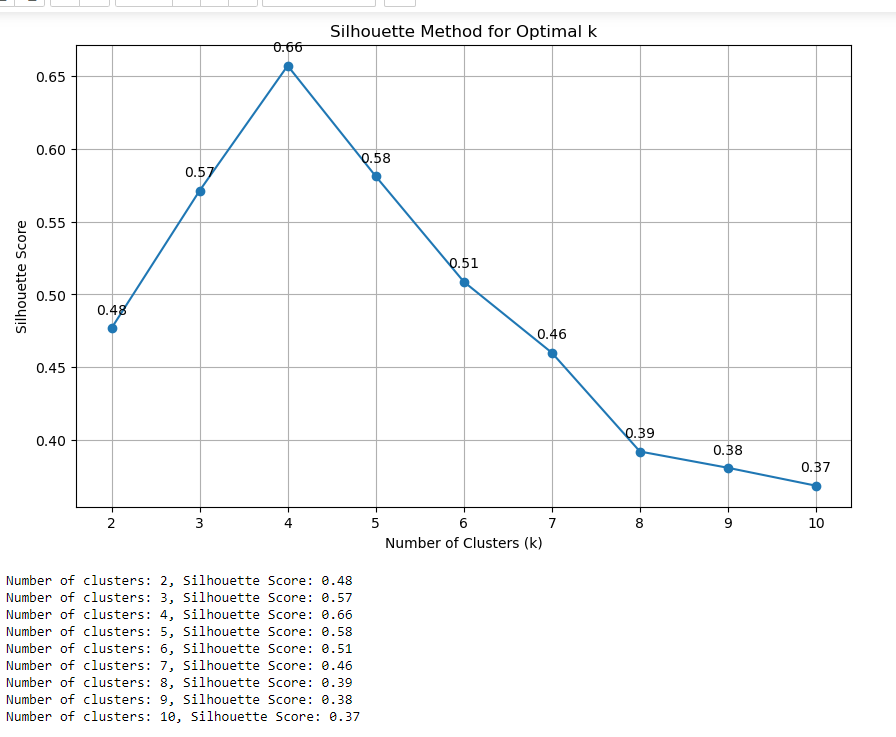 Silhouette Method for Optimal k
0.66
0.65
0.60
0.58
0.57
0.55
0.51
0.50
0.48
0.46
0.45
0.40
0.39
0.38
0.37
Silhouette Score
2 3 4 5 6 7 8 9 10
Number of Clusters (k)
Number of clusters: 2, Silhouette Score: 0.48
Number of clusters: 3, Silhouette Score: 0.57
Number of clusters: 4, Silhouette Score: 0.66
Number of clusters: 5, Silhouette Score: 0.58
Number of clusters: 6, Silhouette Score: 0.51
Number of clusters: 7, Silhouette Score: 0.46
Number of clusters: 8, Silhouette Score: 0.39
Number of clusters: 9, Silhouette Score: 0.38
Number of clusters: 10, Silhouette Score: 0.37